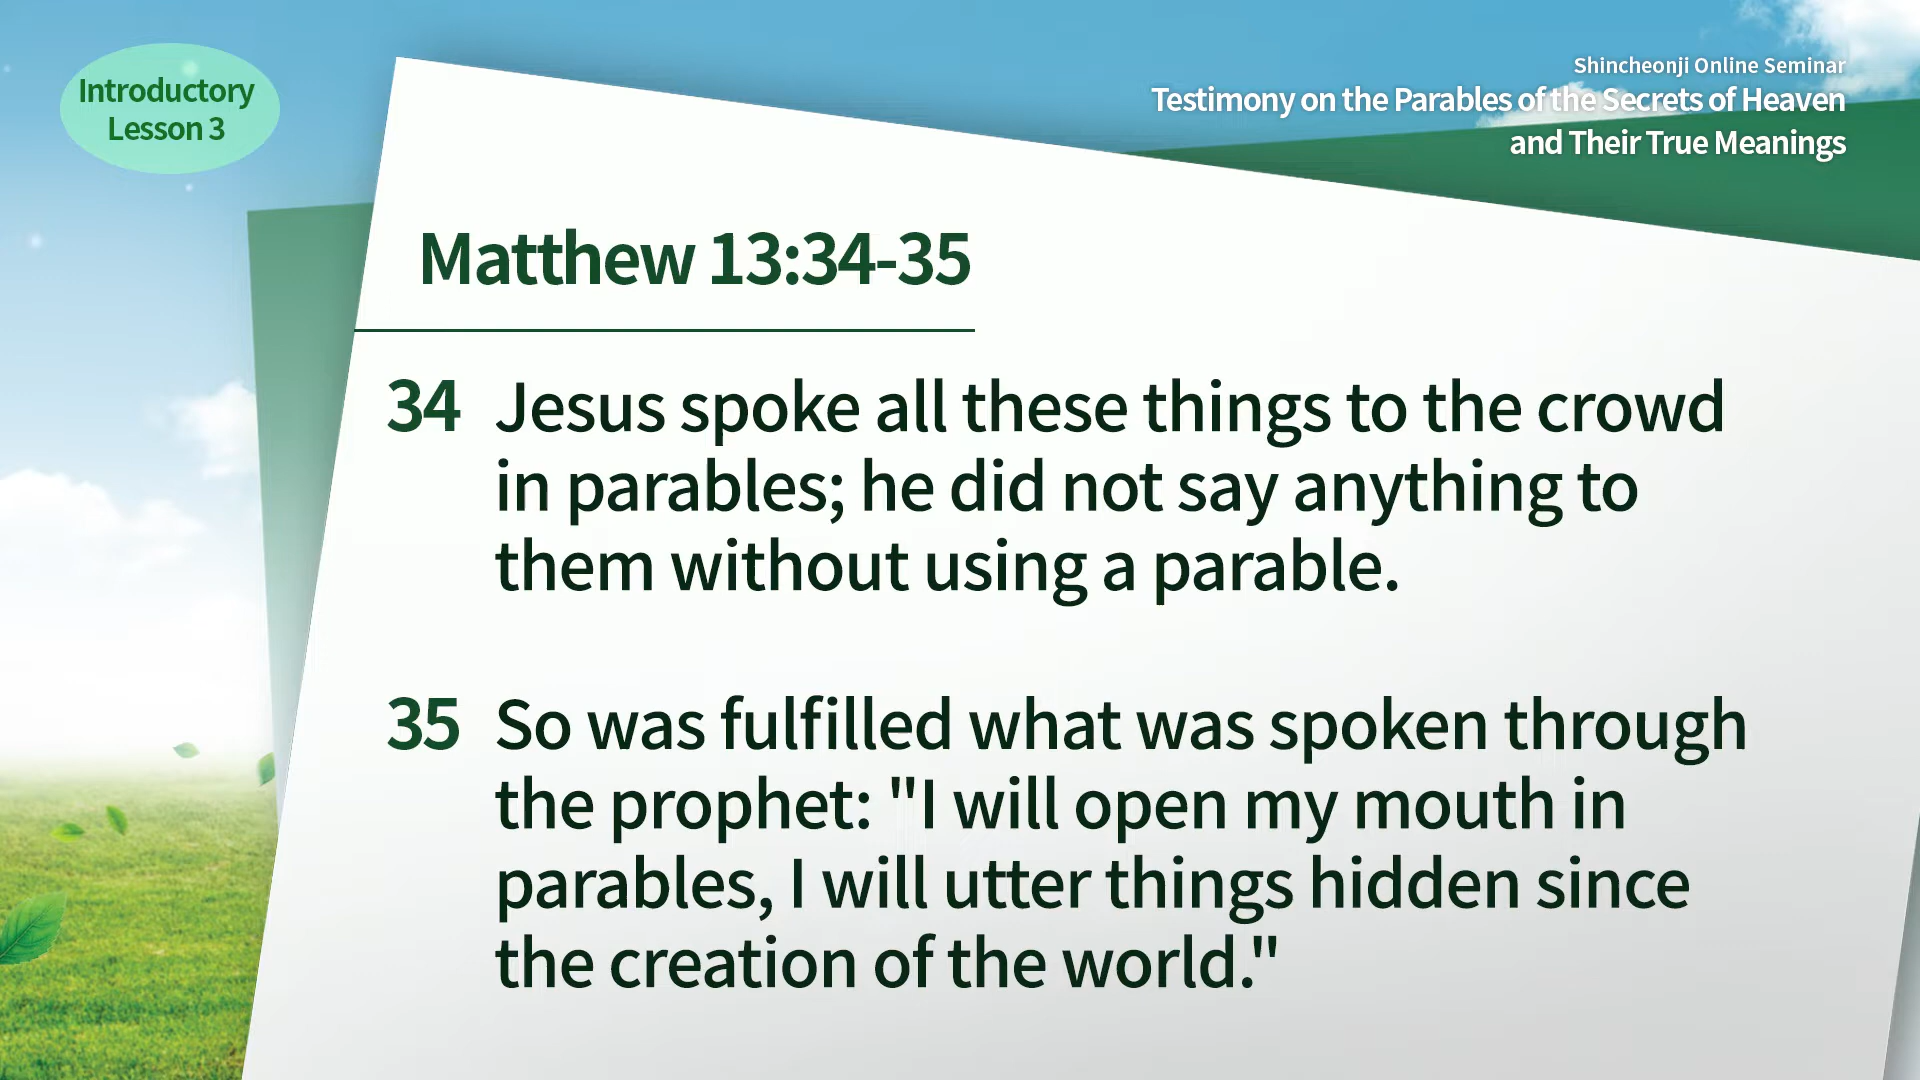 Introductory
Lesson 3
Shincheonji Online Seminar
Testimony on the Parables of the Secrets of Heaven
and Their True Meanings
Matthew 13:34-35
34 Jesus spoke all these things to the crowd
in parables; he did not say anything to
them without using a parable.
35 So was fulfilled what was spoken through
the prophet: "I will open my mouth in
parables, I will utter things hidden since
the creation of the world."